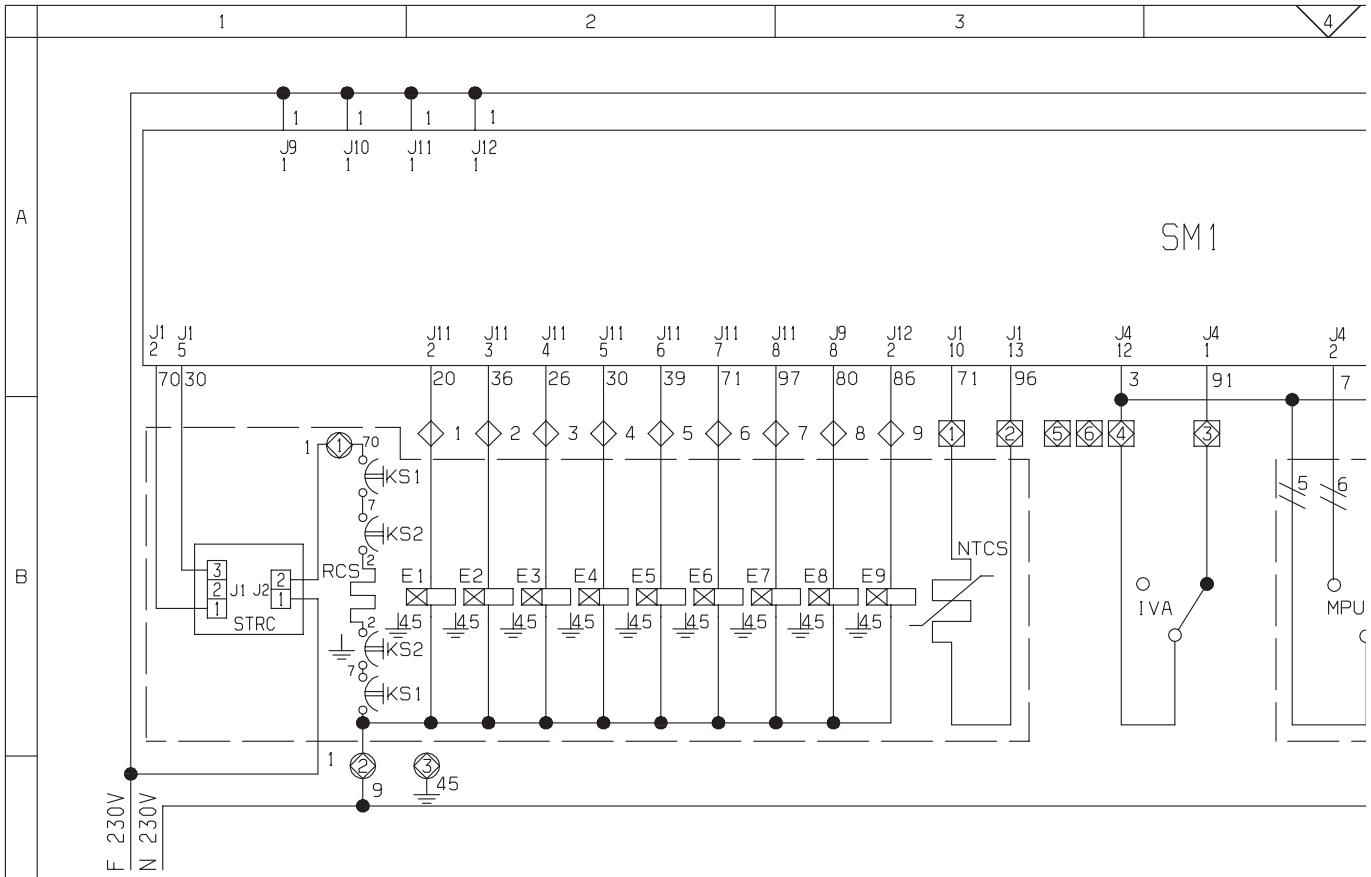 1 2 3 4
1 1 1 1
J9 J10 J11 J12
1 1 1 1
A
SM1
J1 J1 J11 J11 J11 J11 J11 J11 J11 J9 J12 J1 J1 J4 J4 J4
2 5 2 3 4 5 6 7 8 8 2 10 13 12 1 2
70 30 20 36 26 30 39 71 97 80 86 71 96 3 91 7
1 1 70 1 2 3 4 5 6 7 8 9 1 2 5 6 4 3
KS1
5 6
7
KS2
2
NTCS
3 2 RCS E1 E2 E3 E4 E5 E6 E7 E8 E9
B
2 J1 J2 1
1
IVA MPU
STRC 2 45 45 45 45 45 45 45 45 45
KS2
7
KS1
1 2 3
9 45
F 230V
N 230V